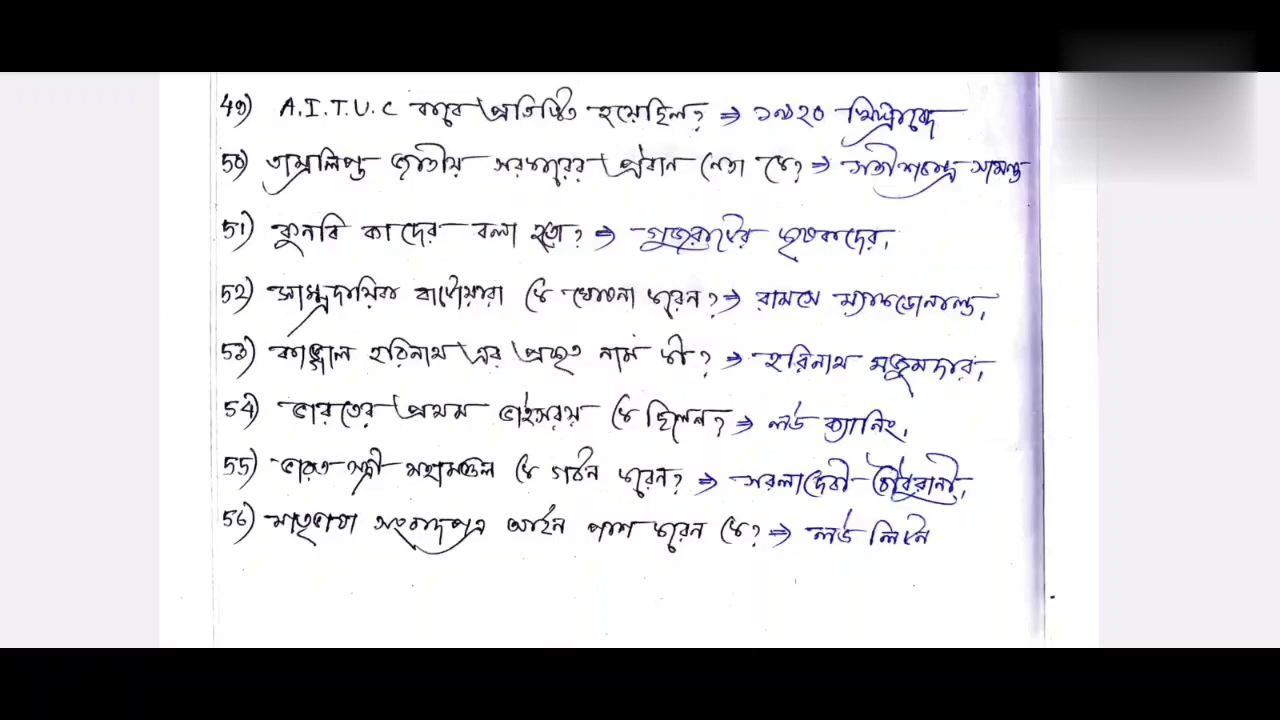 49) A.I.T.U.C কবে প্রতিষ্ঠিত হয়েছিল? ⇒ ১৯২০ খ্রিস্টাব্দে
50) তাম্রলিপ্ত জাতীয় সরকারের প্রধান নেতা কে? ⇒ সতীশচন্দ্র সামন্ত
51) কুনবি কাদের বলা হতো? ⇒ গুজরাটের কৃষকদের,
52) সাম্প্রদায়িক বাটোয়ারা কে ঘোষনা করেন? ⇒ রামসে ম্যাকডোনাল্ড,
53) কাঙ্গাল হরিনাথ এর প্রকৃত নাম কী? ⇒ হরিনাথ মজুমদার,
54) ভারতের প্রথম ভাইসরয় কে ছিলেন? ⇒ লর্ড ক্যানিং,
55) ভারত স্ত্রী মহামণ্ডল কে গঠন করেন? ⇒ সরলাদেবী চৌধুরানী,
56) মাতৃভাষা সংবাদপত্র আইন পাশ করেন কে? ⇒ লর্ড লিটন